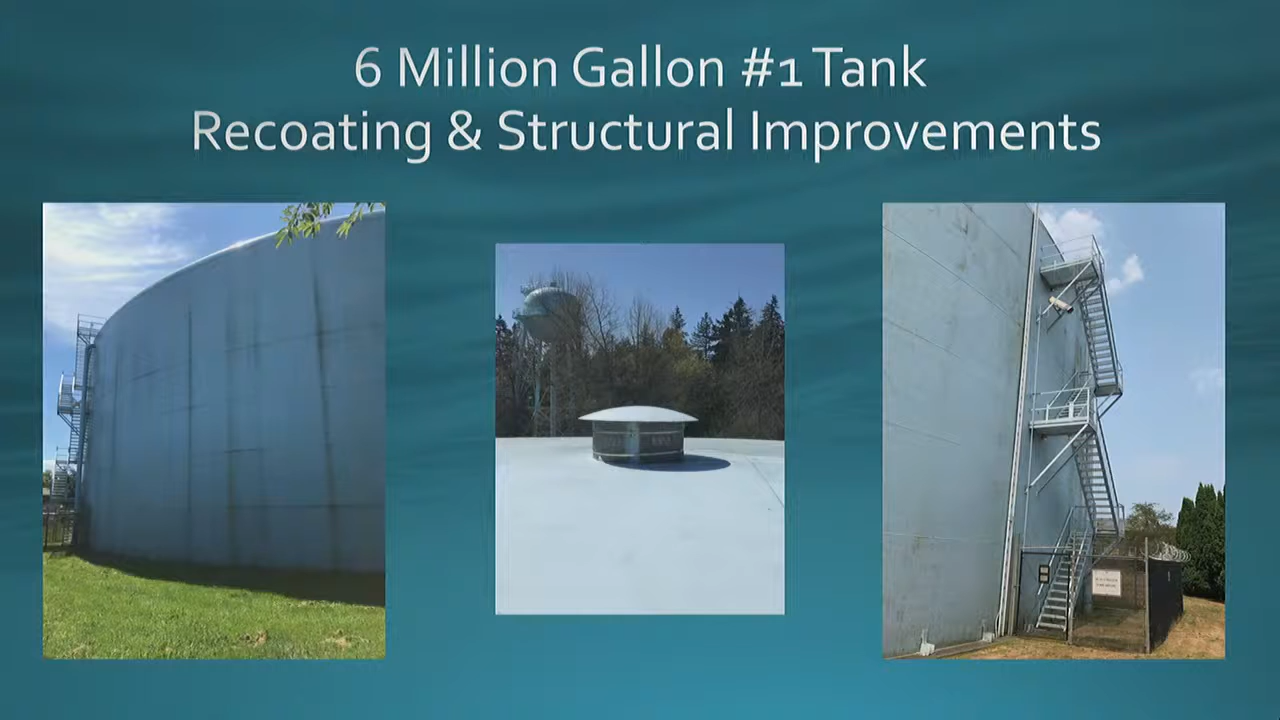 6 Million Gallon #1 Tank
Recoating & Structural Improvements